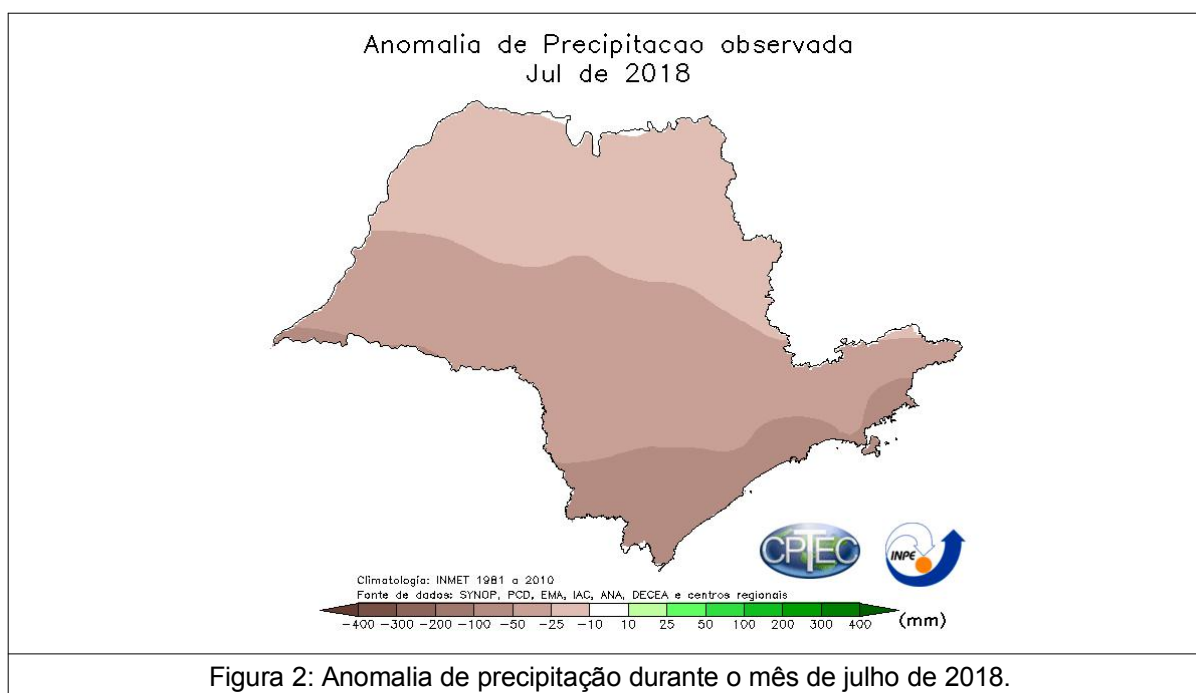 Anomalia de Precipitacao observada
Jul de 2018
CPTEC
INPE
Climatologia: INMET 1981 a 2010
Fonte de dados: SYNOP, PCD, EMA, IAC, ANA, DECEA e centros regionais
-400 -300 -200 -100 -50 -25 -10 10 25 50 100 200 300 400 (mm)
Figura 2: Anomalia de precipitação durante o mês de julho de 2018.